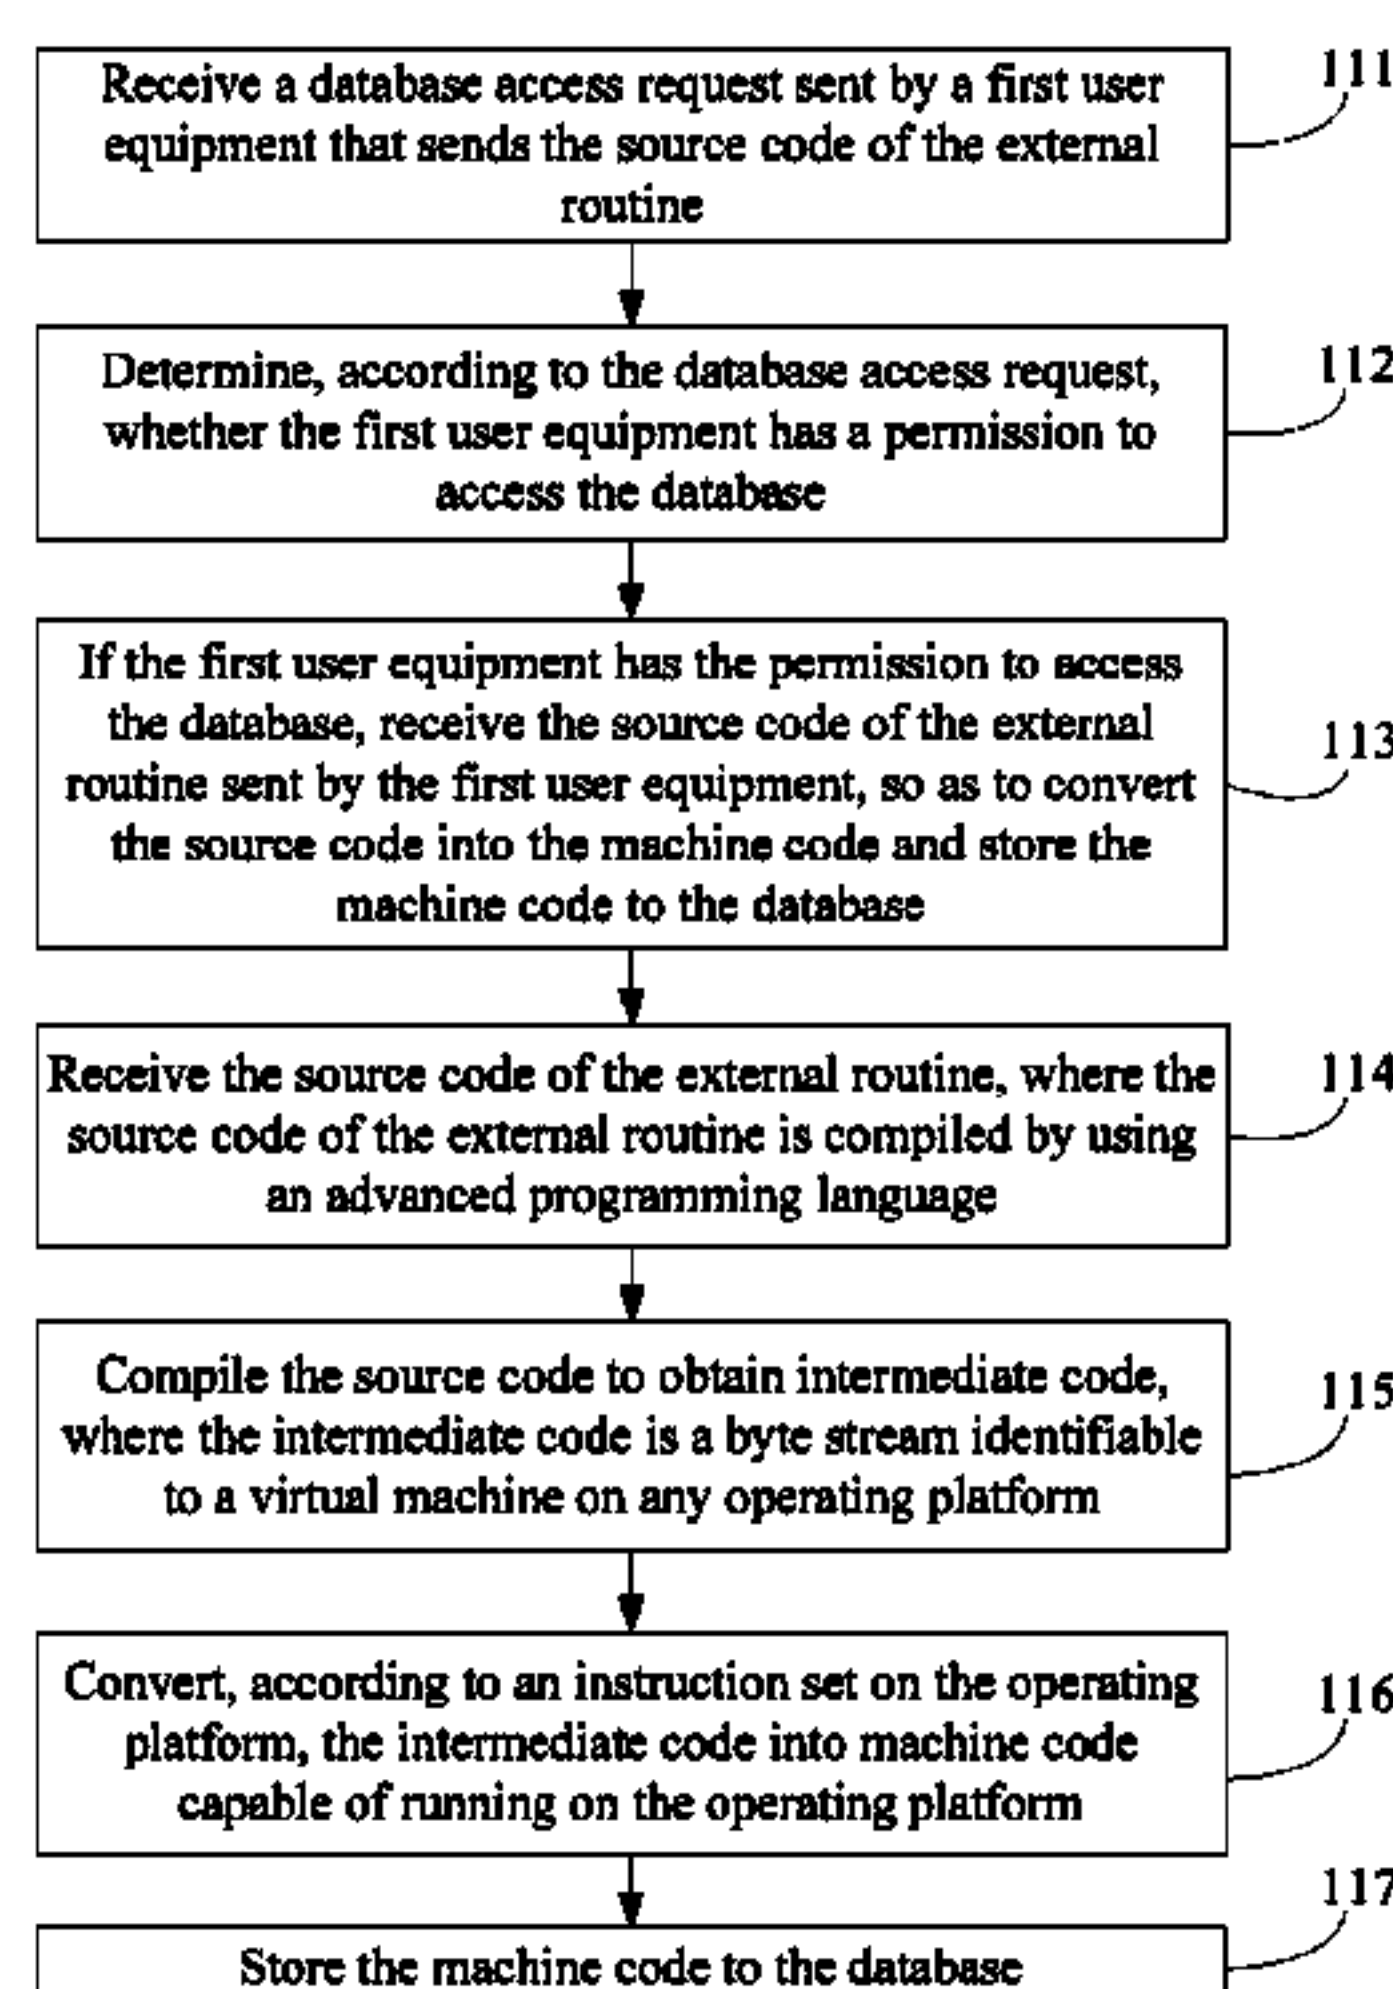 Receive a database access request sent by a first user
equipment that sends the source code of the external
routine
111
Determine, according to the database access request,
whether the first user equipment has a permission to
access the database
112
If the first user equipment has the permission to access
the database, receive the source code of the external
routine sent by the first user equipment, so as to convert
the source code into the machine code and store the
machine code to the database
113
Receive the source code of the external routine, where the
source code of the external routine is compiled by using
an advanced programming language
114
Compile the source code to obtain intermediate code,
where the intermediate code is a byte stream identifiable
to a virtual machine on any operating platform
115
Convert, according to an instruction set on the operating
platform, the intermediate code into machine code
capable of running on the operating platform
116
Store the machine code to the database
117